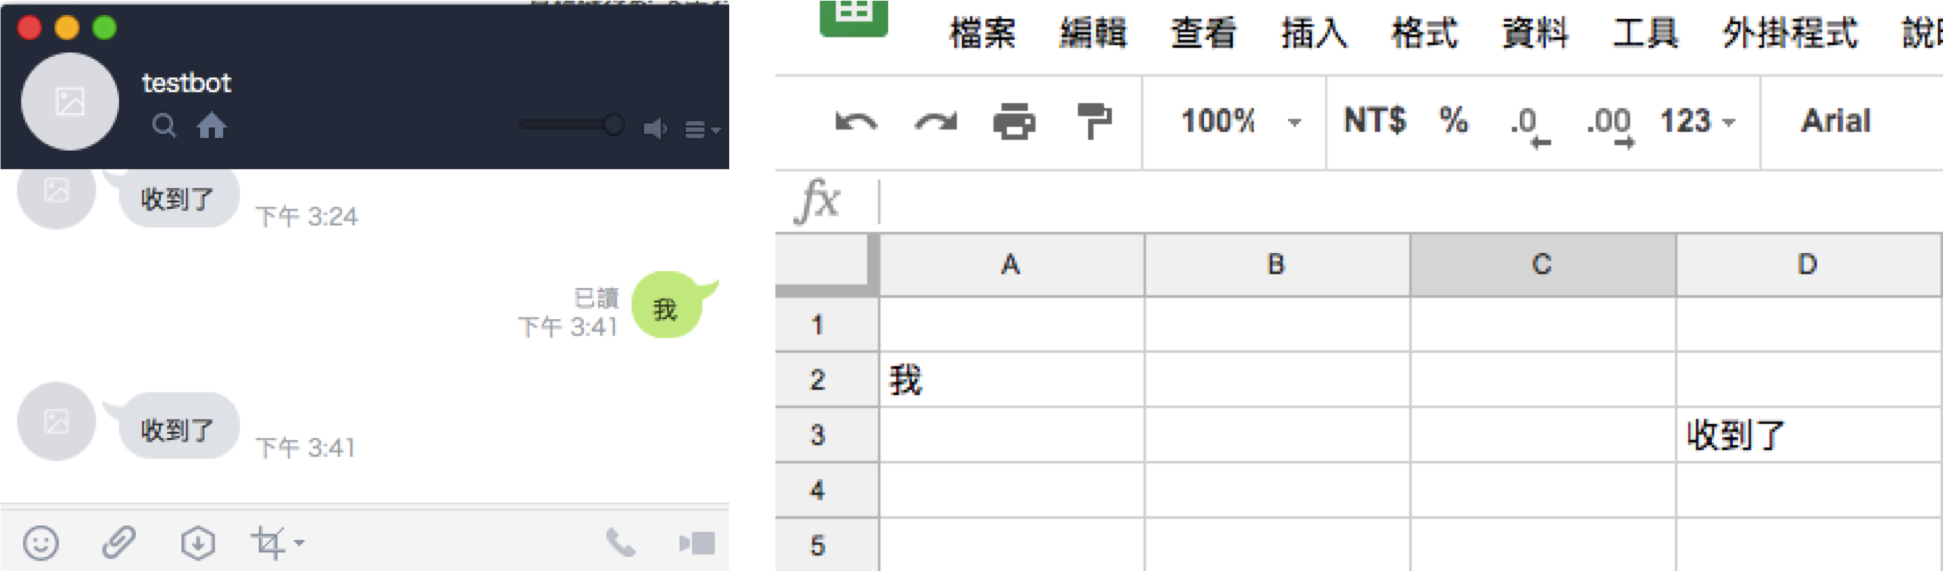 testbot
收到了
下午 3:24
已讀
下午 3:41
我
收到了
下午 3:41
檔案 編輯 查看 插入 格式 資料 工具 外掛程式
100% NT$ % .0 .00 123 Arial
fx
A B C D
1
2 我
3 收到了
4
5